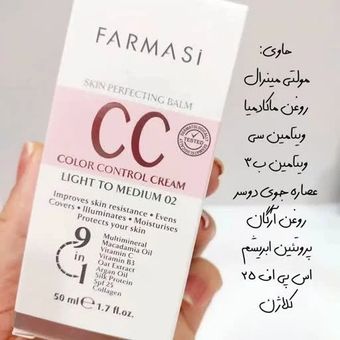 FARMASi
SKIN PERFECTING BALM
CC
COLOR CONTROL CREAM
LIGHT TO MEDIUM 02
Improves skin resistance • Evens
Covers • Illuminates • Moisturises
Protects your skin
9 in 1
Multimineral
Macadamia Oil
Vitamin C
Vitamin B3
Oat Extract
Argan Oil
Silk Protein
Spf 25
Collagen
50 ml e 1.7 fl.oz.
TESTED
حاوی:
مولتی مینرال
روغن ماکادمیا
ویتامین سی
ویتامین ب۳
عصاره جوی دوسر
روغن آرگان
پروتئین ابریشم
اس پی اف ۲۵
کلاژن